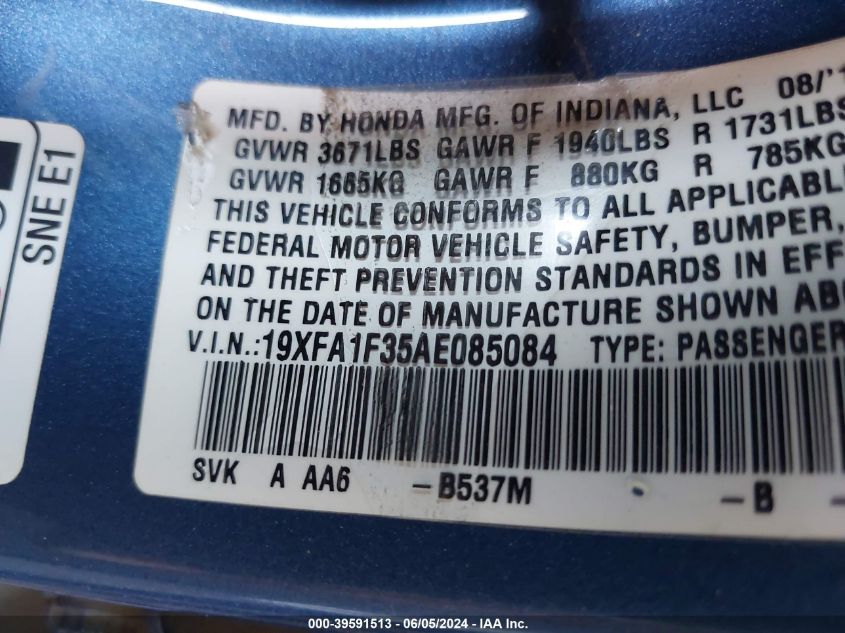 SNE E1
MFD. BY HONDA MFG. OF INDIANA, LLC 08/'1
GVWR 3671LBS GAWR F 1940LBS R 1731LBS
GVWR 1665KG GAWR F 880KG R 785KG
THIS VEHICLE CONFORMS TO ALL APPLICABLE
FEDERAL MOTOR VEHICLE SAFETY, BUMPER,
AND THEFT PREVENTION STANDARDS IN EFF
ON THE DATE OF MANUFACTURE SHOWN ABO
V.I.N.:19XFA1F35AE085084 TYPE: PASSENGER
SVK A AA6 -B537M -B -
000-39591513 - 06/05/2024 - IAA Inc.